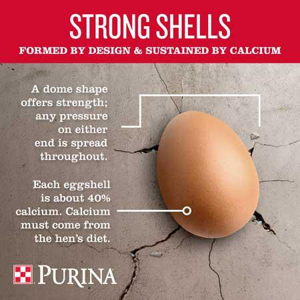 STRONG SHELLS
FORMED BY DESIGN & SUSTAINED BY CALCIUM
A dome shape
offers strength;
any pressure
on either
end is spread
throughout.
Each eggshell
is about 40%
calcium. Calcium
must come from
the hen's diet.
PURINA